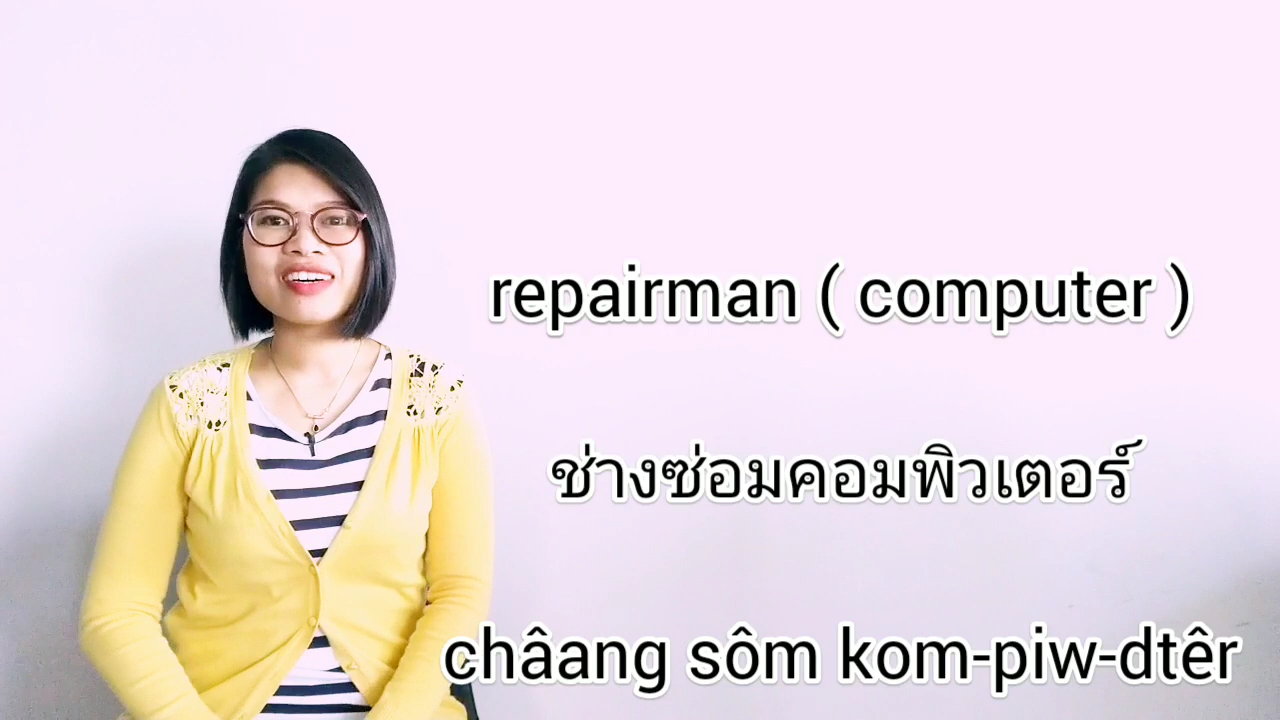 repairman ( computer )
ช่างซ่อมคอมพิวเตอร์
châang sôm kom-piw-dtêr